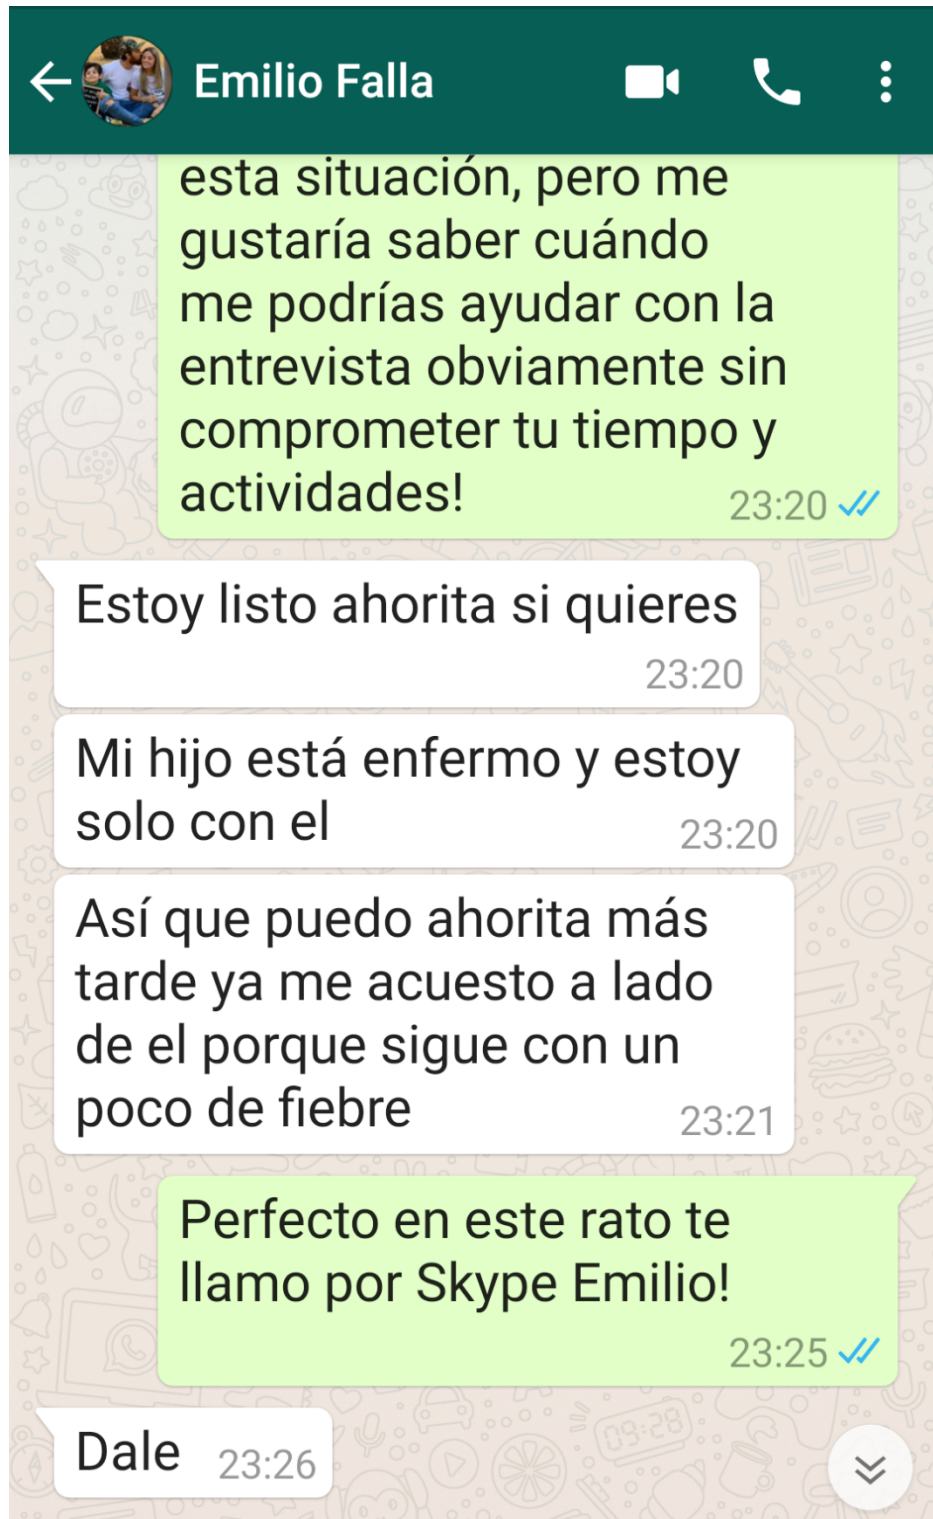 Emilio Falla
esta situación, pero me
gustaría saber cuándo
me podrías ayudar con la
entrevista obviamente sin
comprometer tu tiempo y
actividades!
23:20
Estoy listo ahorita si quieres
23:20
Mi hijo está enfermo y estoy
solo con el
23:20
Así que puedo ahorita más
tarde ya me acuesto a lado
de el porque sigue con un
poco de fiebre
23:21
Perfecto en este rato te
llamo por Skype Emilio!
23:25
Dale 23:26